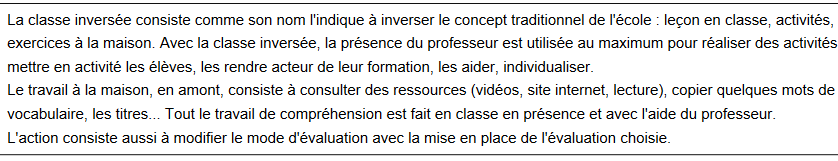 La classe inversée consiste comme son nom l'indique à inverser le concept traditionnel de l'école : leçon en classe, activités,
exercices à la maison. Avec la classe inversée, la présence du professeur est utilisée au maximum pour réaliser des activités
mettre en activité les élèves, les rendre acteur de leur formation, les aider, individualiser.
Le travail à la maison, en amont, consiste à consulter des ressources (vidéos, site internet, lecture), copier quelques mots de
vocabulaire, les titres... Tout le travail de compréhension est fait en classe en présence et avec l'aide du professeur.
L'action consiste aussi à modifier le mode d'évaluation avec la mise en place de l'évaluation choisie.